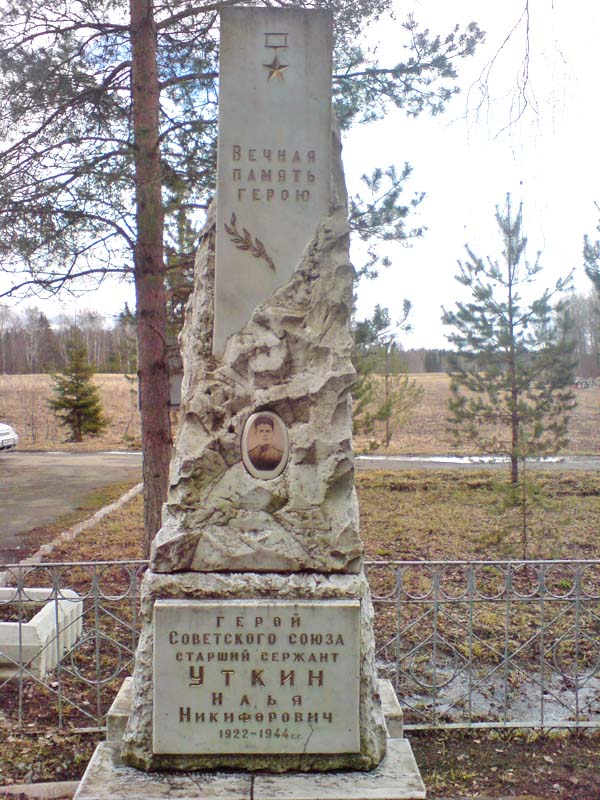 Вечная
память
герою
Герой
Советского союза
старший сержант
Уткин
Илья
Никифорович
1922-1944 г.г.